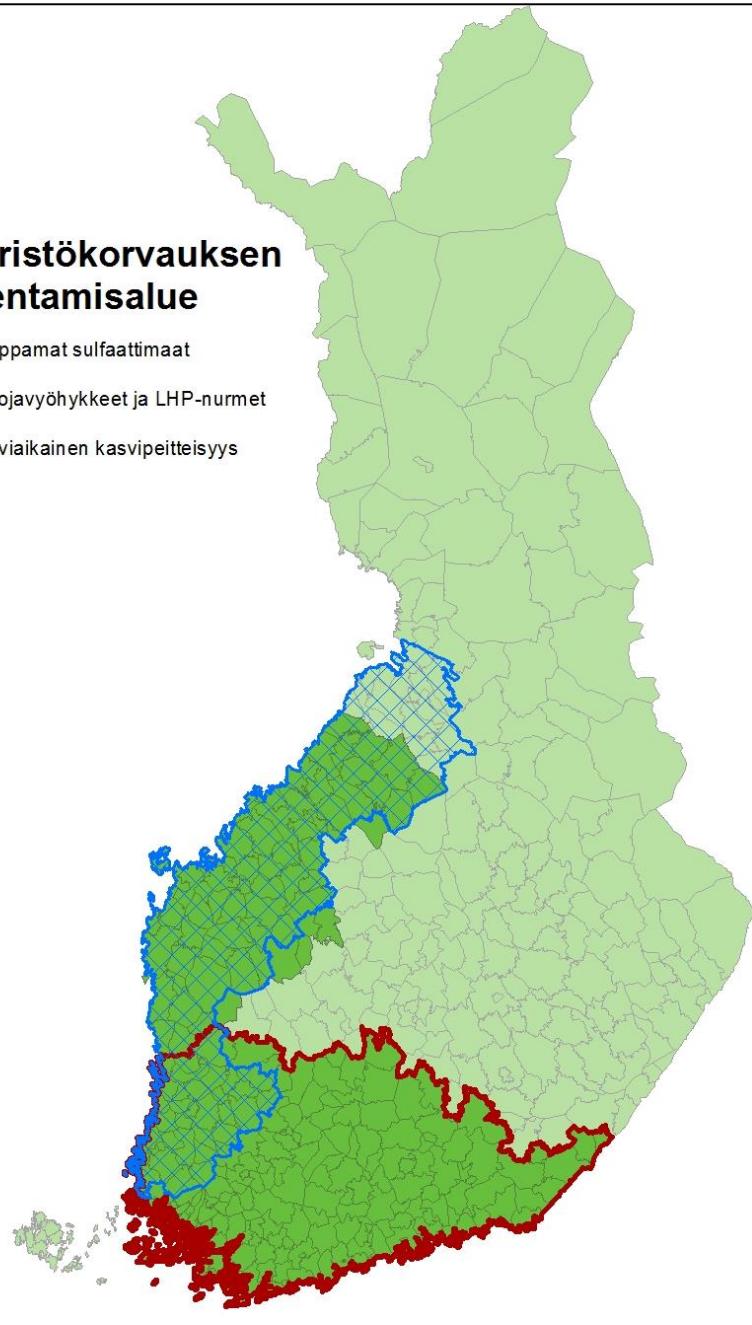 ristökorvauksen
entamisalue
ppamat sulfaattimaat
ojavyöhykkeet ja LHP-nurmet
viaikainen kasvipeitteisyys